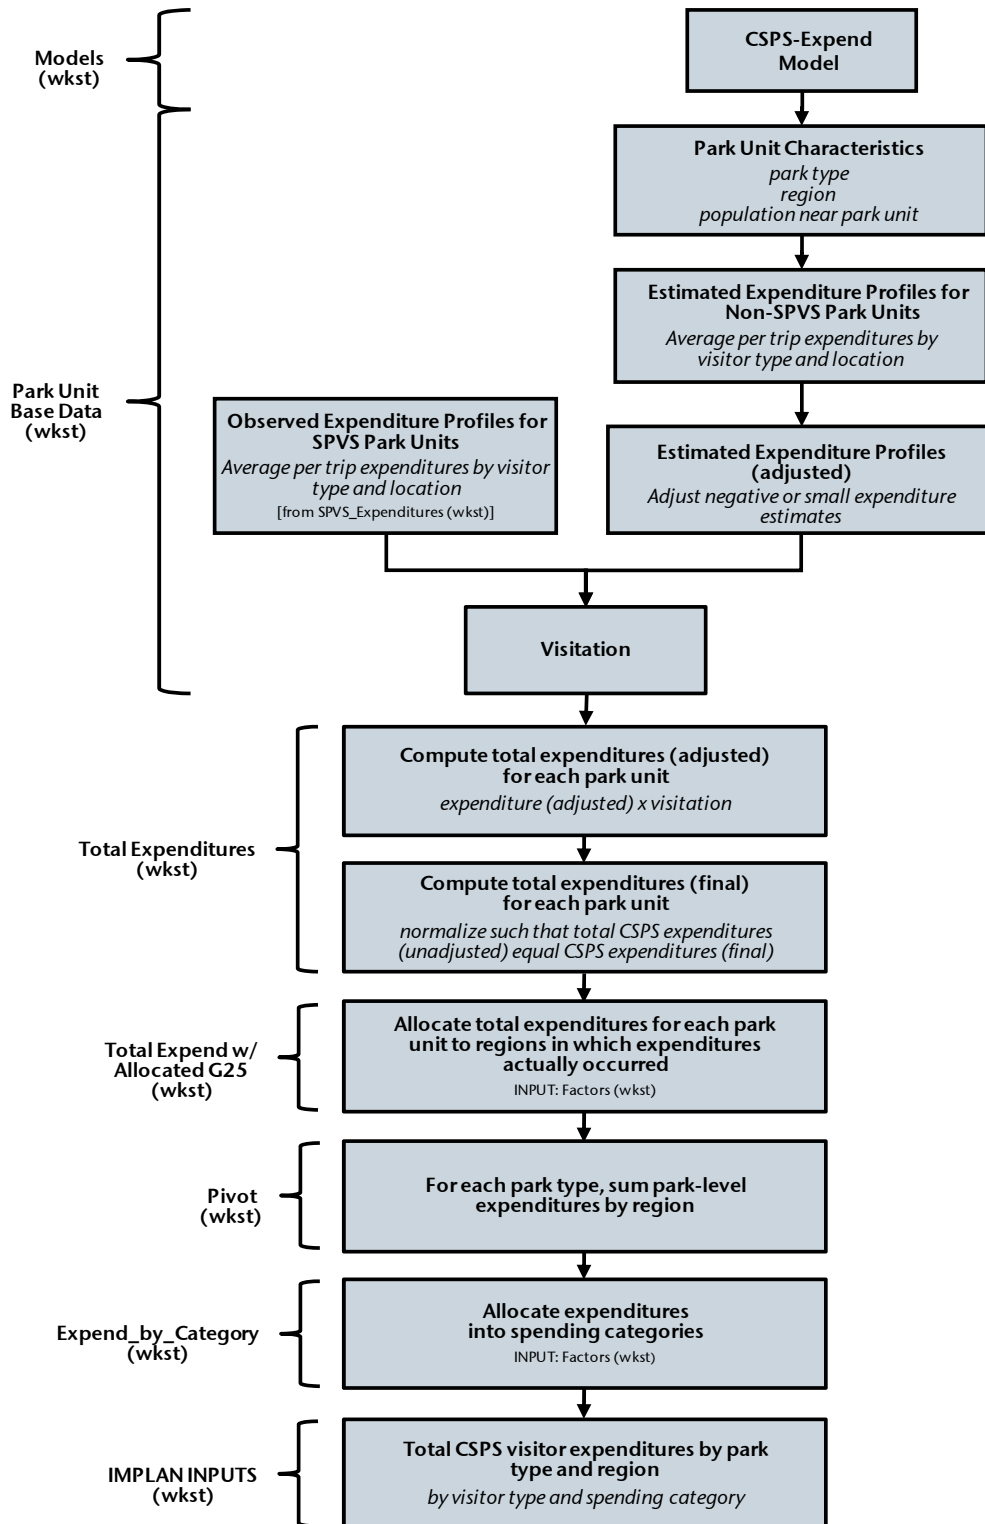 CSPS-Expend
Model
Models
(wkst)
Park Unit Characteristics
park type
region
population near park unit
Estimated Expenditure Profiles for
Non-SPVS Park Units
Average per trip expenditures by
visitor type and location
Park Unit
Base Data
(wkst)
Observed Expenditure Profiles for
SPVS Park Units
Average per trip expenditures by visitor
type and location
[from SPVS_Expenditures (wkst)]
Estimated Expenditure Profiles
(adjusted)
Adjust negative or small expenditure
estimates
Visitation
Total Expenditures
(wkst)
Compute total expenditures (adjusted)
for each park unit
expenditure (adjusted) x visitation
Compute total expenditures (final)
for each park unit
normalize such that total CSPS expenditures
(unadjusted) equal CSPS expenditures (final)
Total Expend w/
Allocated G25
(wkst)
Allocate total expenditures for each park
unit to regions in which expenditures
actually occurred
INPUT: Factors (wkst)
Pivot
(wkst)
For each park type, sum park-level
expenditures by region
Expend_by_Category
(wkst)
Allocate expenditures
into spending categories
INPUT: Factors (wkst)
IMPLAN INPUTS
(wkst)
Total CSPS visitor expenditures by park
type and region
by visitor type and spending category